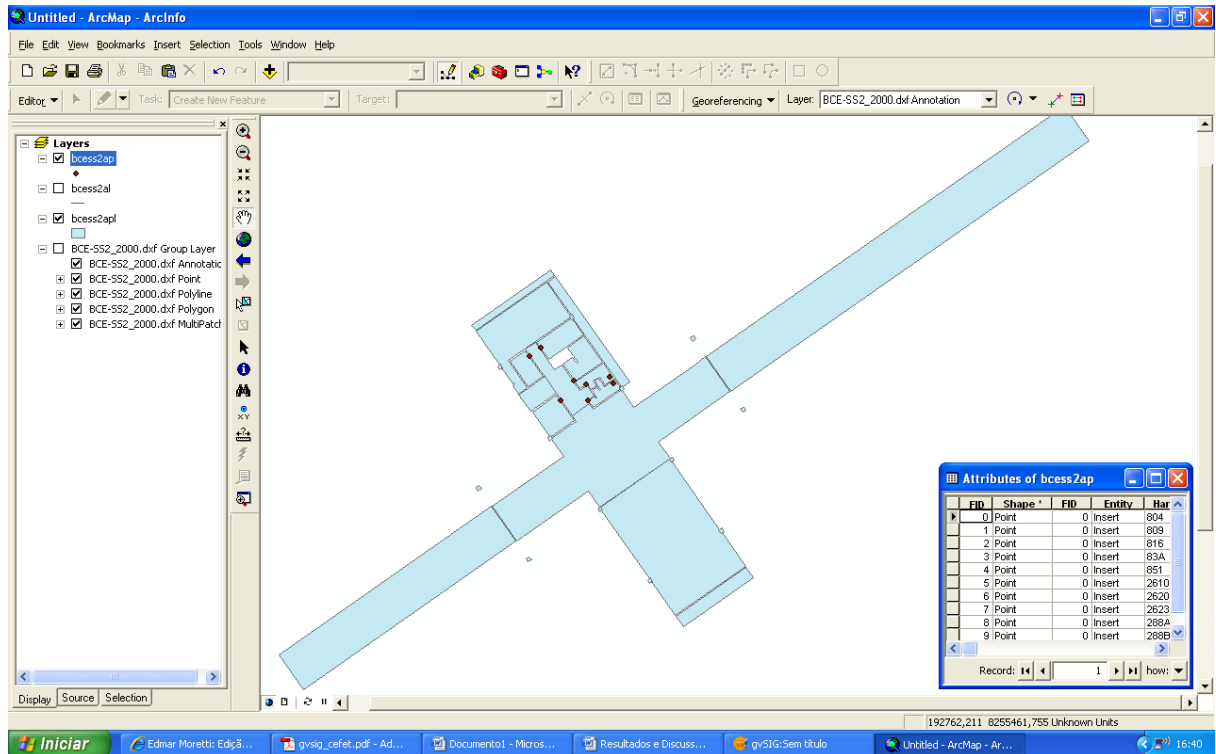 Untitled - ArcMap - ArcInfo
File Edit View Bookmarks Insert Selection Tools Window Help
Editor Task: Create New Feature Target: Georeferencing Layer: BCE-SS2_2000.dxf Annotation
Layers
bcess2ap
bcess2al
bcess2apl
BCE-SS2_2000.dxf Group Layer
BCE-SS2_2000.dxf Annotatic
BCE-SS2_2000.dxf Point
BCE-SS2_2000.dxf Polyline
BCE-SS2_2000.dxf Polygon
BCE-SS2_2000.dxf MultiPatch
XY
Attributes of bcess2ap
FID Shape * FID Entity Har
0 Point 0 Insert 804
1 Point 0 Insert 809
2 Point 0 Insert 816
3 Point 0 Insert 83A
4 Point 0 Insert 851
5 Point 0 Insert 2610
6 Point 0 Insert 2620
7 Point 0 Insert 2623
8 Point 0 Insert 288A
9 Point 0 Insert 288B
Record: 1 how:
Display Source Selection
192762,211 8255461,755 Unknown Units
Iniciar Edmar Moretti: Ediçã... gvsig_cefet.pdf - Ad... Documento1 - Micros... Resultados e Discuss... gvSIG:Sem título Untitled - ArcMap - Ar... 16:40